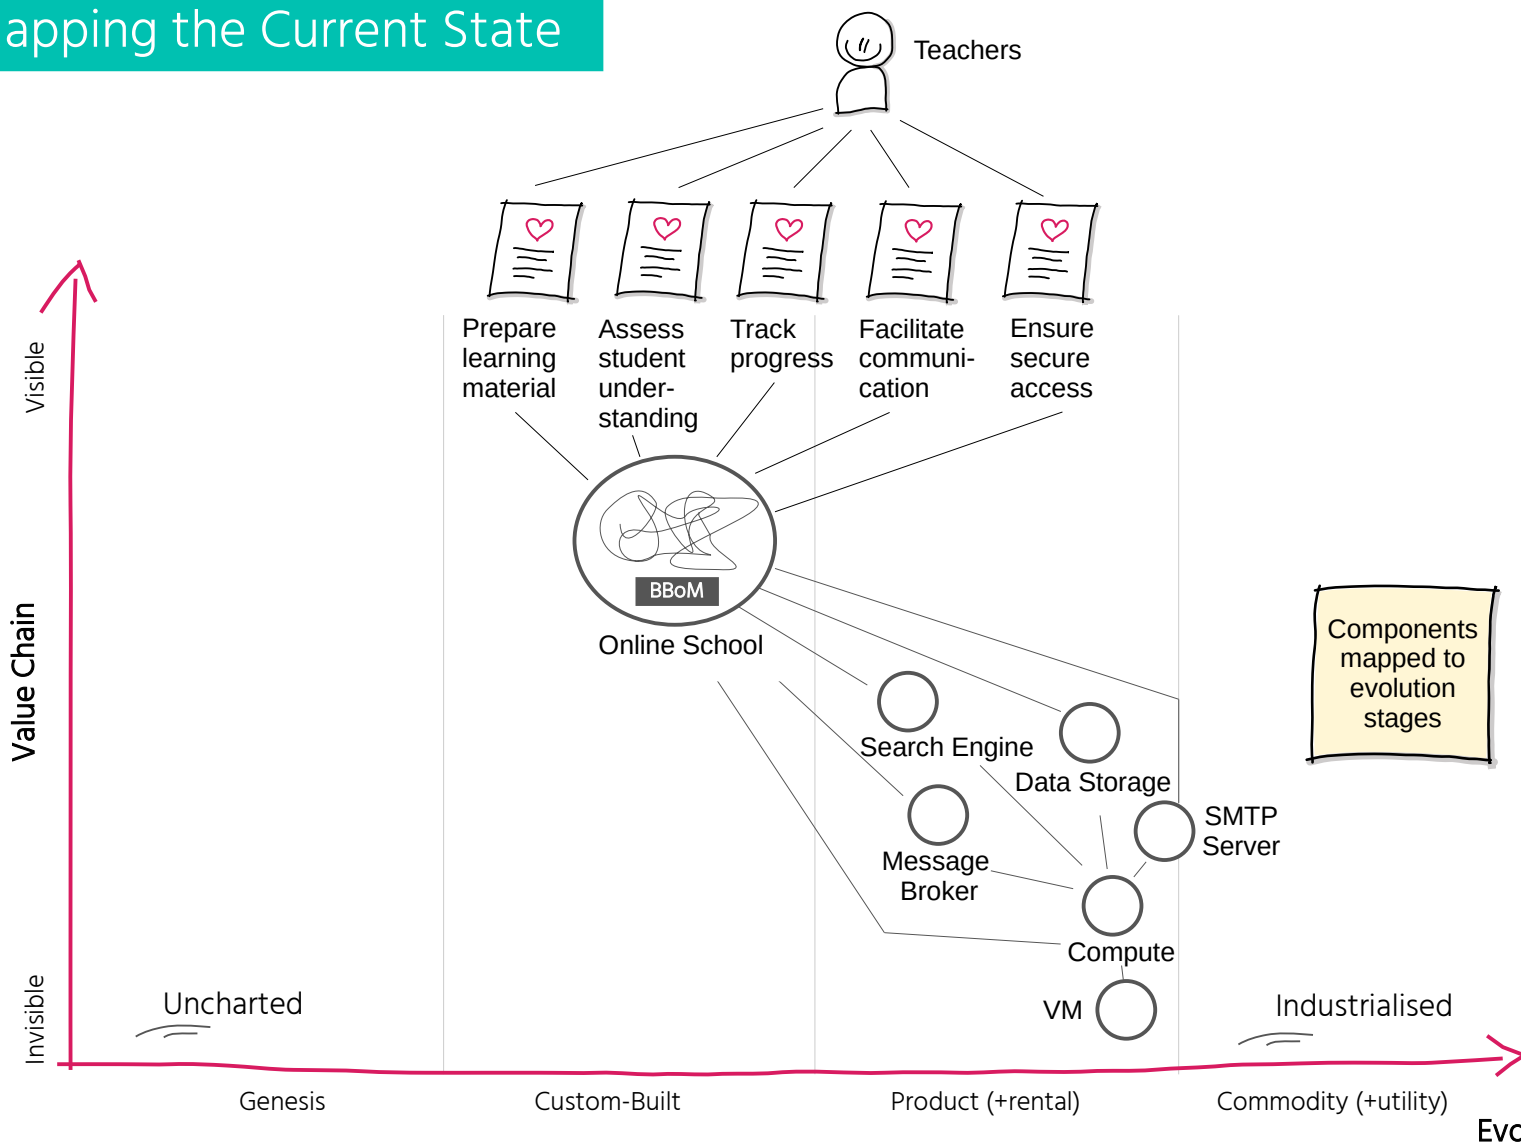 apping the Current State
Teachers
Prepare
learning
material
Assess
student
under-
standing
Track
progress
Facilitate
communi-
cation
Ensure
secure
access
Visible
Value Chain
Invisible
BBoM
Online School
Search Engine
Data Storage
Message
Broker
SMTP
Server
Compute
VM
Components
mapped to
evolution
stages
Uncharted
Industrialised
Genesis
Custom-Built
Product (+rental)
Commodity (+utility)
Evo